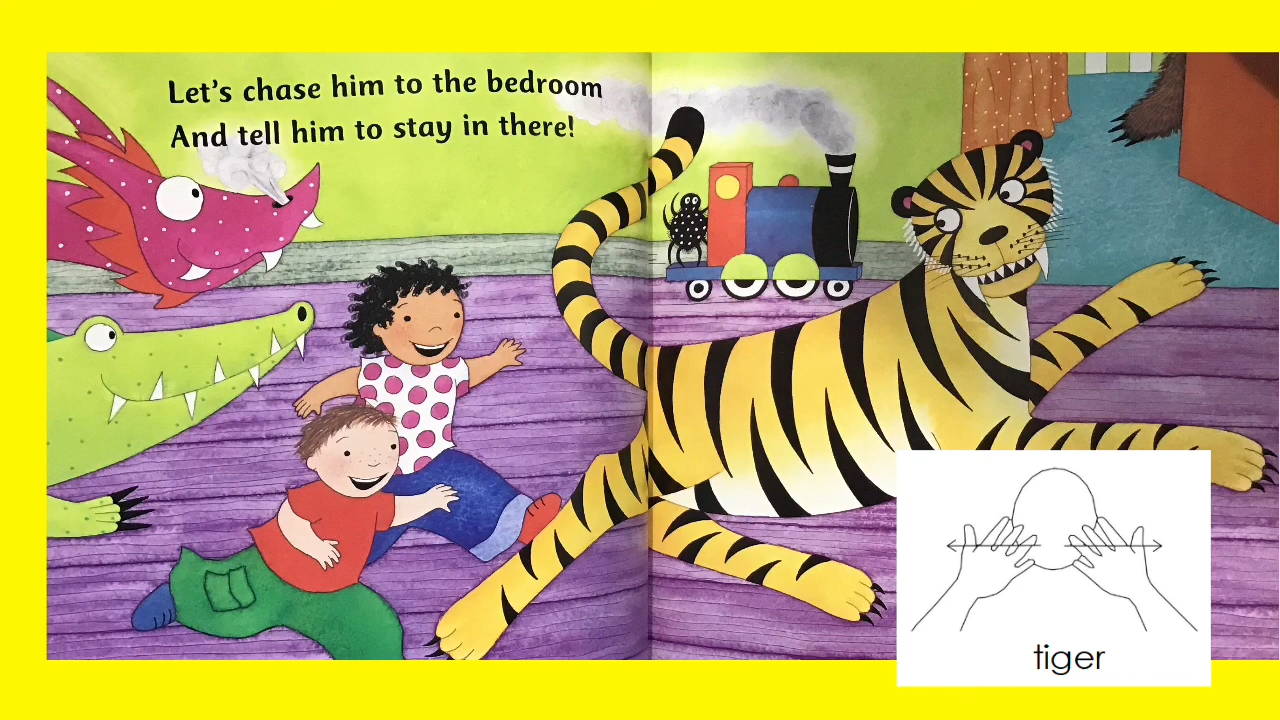 Let's chase him to the bedroom
And tell him to stay in there!
tiger